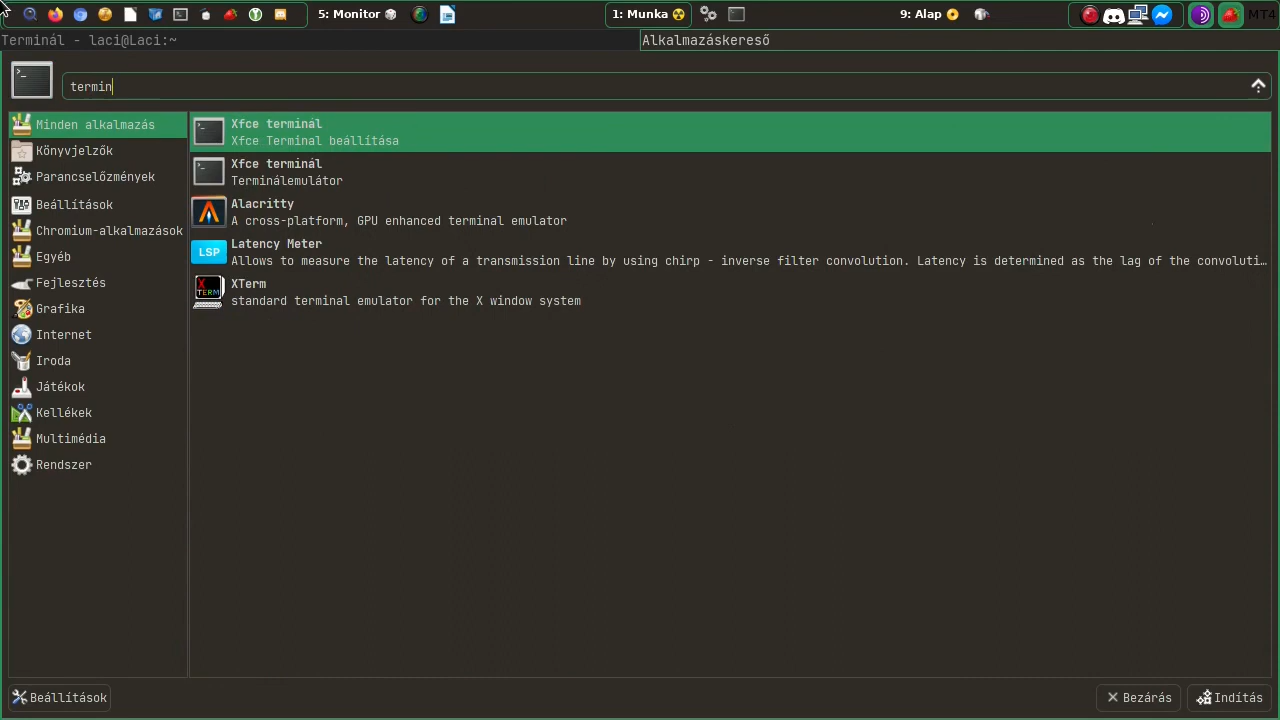 5: Monitor
1: Munka
9: Alap
MT4
Terminál - laci@Laci:~
Alkalmazáskereső
termin
Minden alkalmazás
Könyvjelzők
Parancselőzmények
Beállítások
Chromium-alkalmazások
Egyéb
Fejlesztés
Grafika
Internet
Iroda
Játékok
Kellékek
Multimédia
Rendszer
Xfce terminál
Xfce Terminal beállítása
Xfce terminál
Terminálemulátor
Alacritty
A cross-platform, GPU enhanced terminal emulator
LSP
Latency Meter
Allows to measure the latency of a transmission line by using chirp - inverse filter convolution. Latency is determined as the lag of the convoluti…
X TERM
XTerm
standard terminal emulator for the X window system
Beállítások
Bezárás
Indítás